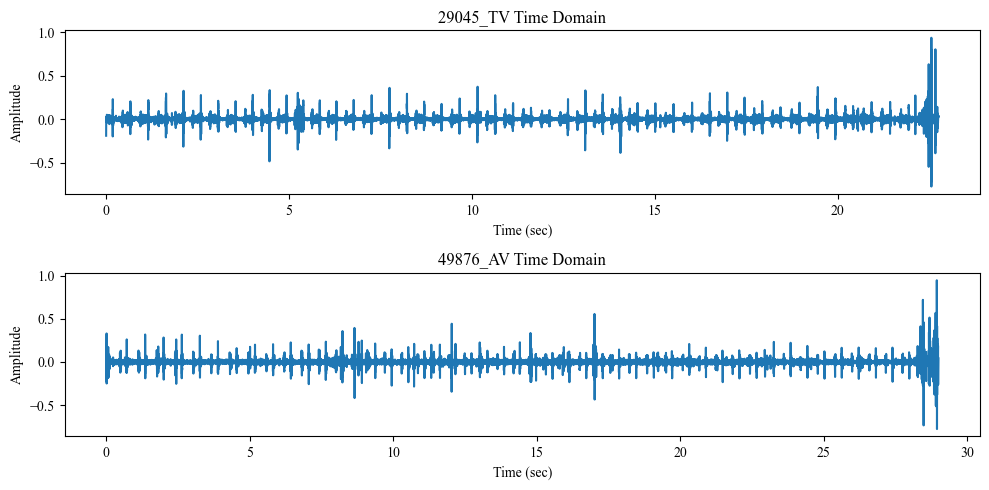 29045_TV Time Domain
1.0
0.5
0.0
−0.5
Amplitude
0 5 10 15 20
Time (sec)
49876_AV Time Domain
1.0
0.5
0.0
−0.5
Amplitude
0 5 10 15 20 25 30
Time (sec)